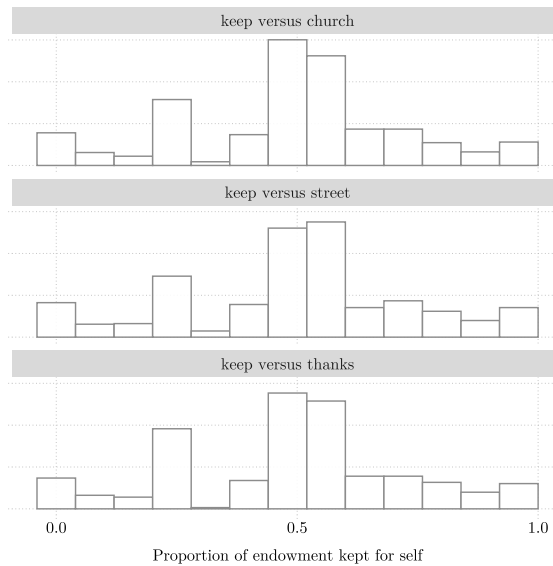 keep versus church
keep versus street
keep versus thanks
0.0 0.5 1.0
Proportion of endowment kept for self